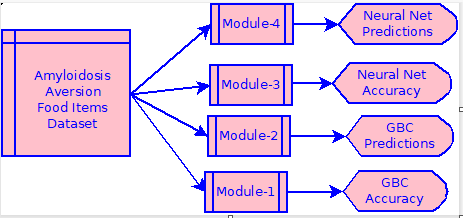 Amyloidosis
Aversion
Food Items
Dataset
Module-4
Neural Net
Predictions
Module-3
Neural Net
Accuracy
Module-2
GBC
Predictions
Module-1
GBC
Accuracy